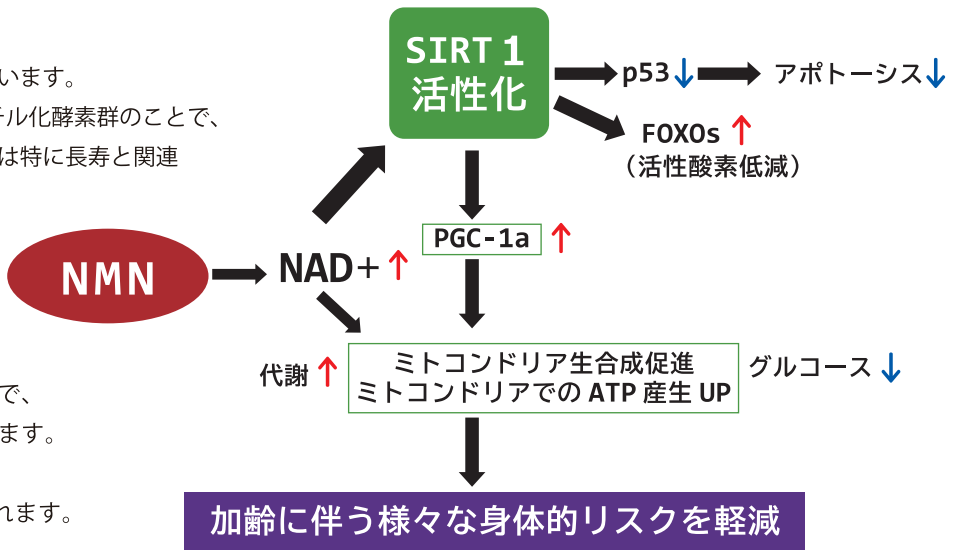 います。
チル化酵素群のことで、
は特に長寿と関連
SIRT 1
活性化
p53↓
アポトーシス↓
FOXOs ↑
（活性酸素低減）
NMN
NAD+↑
PGC-1a ↑
代謝↑
ミトコンドリア生合成促進
ミトコンドリアでの ATP 産生 UP
グルコース↓
で、
ます。
れます。
加齢に伴う様々な身体的リスクを軽減